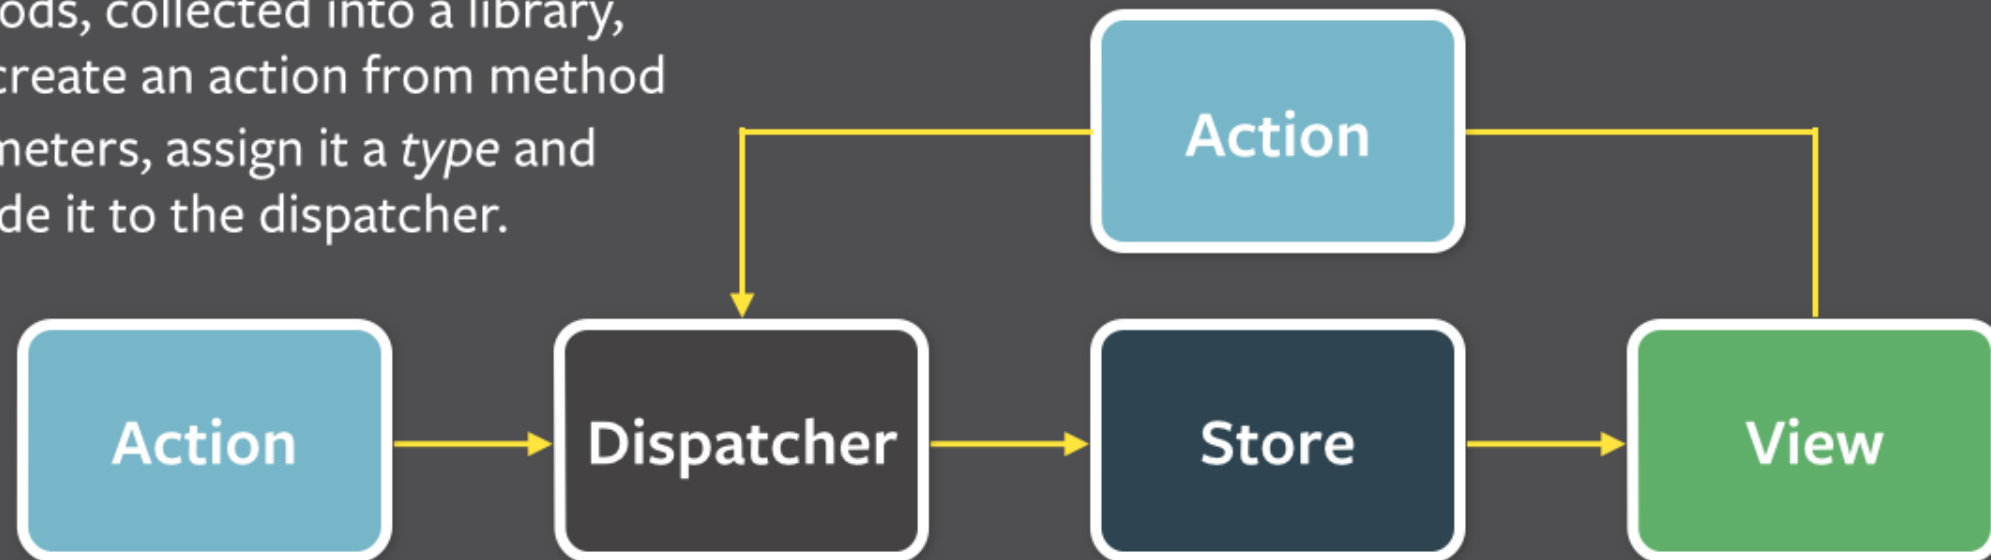 ods, collected into a library,
create an action from method
meters, assign it a type and
de it to the dispatcher.
Action
Action
Dispatcher
Store
View